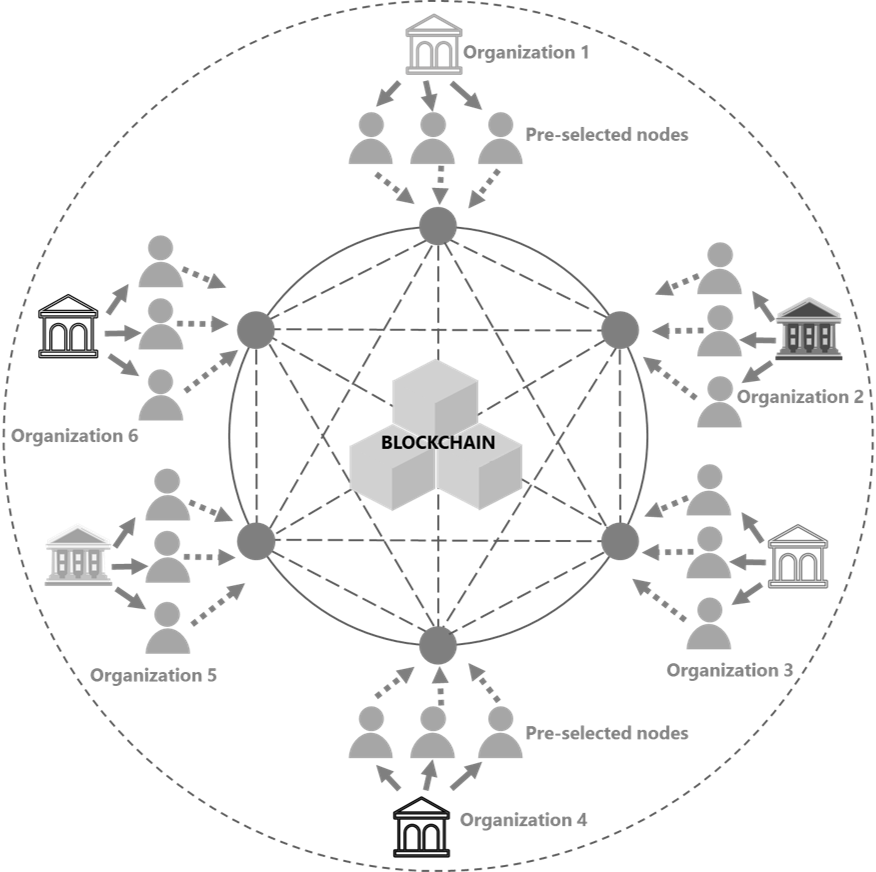 Organization 1
Pre-selected nodes
Organization 2
Organization 6
BLOCKCHAIN
Organization 3
Organization 5
Pre-selected nodes
Organization 4